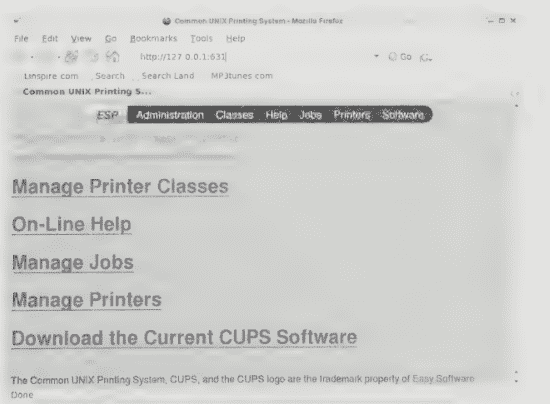 Common UNIX Printing System - Mozilla Firefox
File Edit View Go Bookmarks Tools Help
http://127.0.0.1:631
Go
Linspire.com Search Search Land MP3tunes.com
Common UNIX Printing S...
ESP Administration Classes Help Jobs Printers Software
Manage Printer Classes
On-Line Help
Manage Jobs
Manage Printers
Download the Current CUPS Software
The Common UNIX Printing System, CUPS, and the CUPS logo are the trademark property of Easy Software
Done